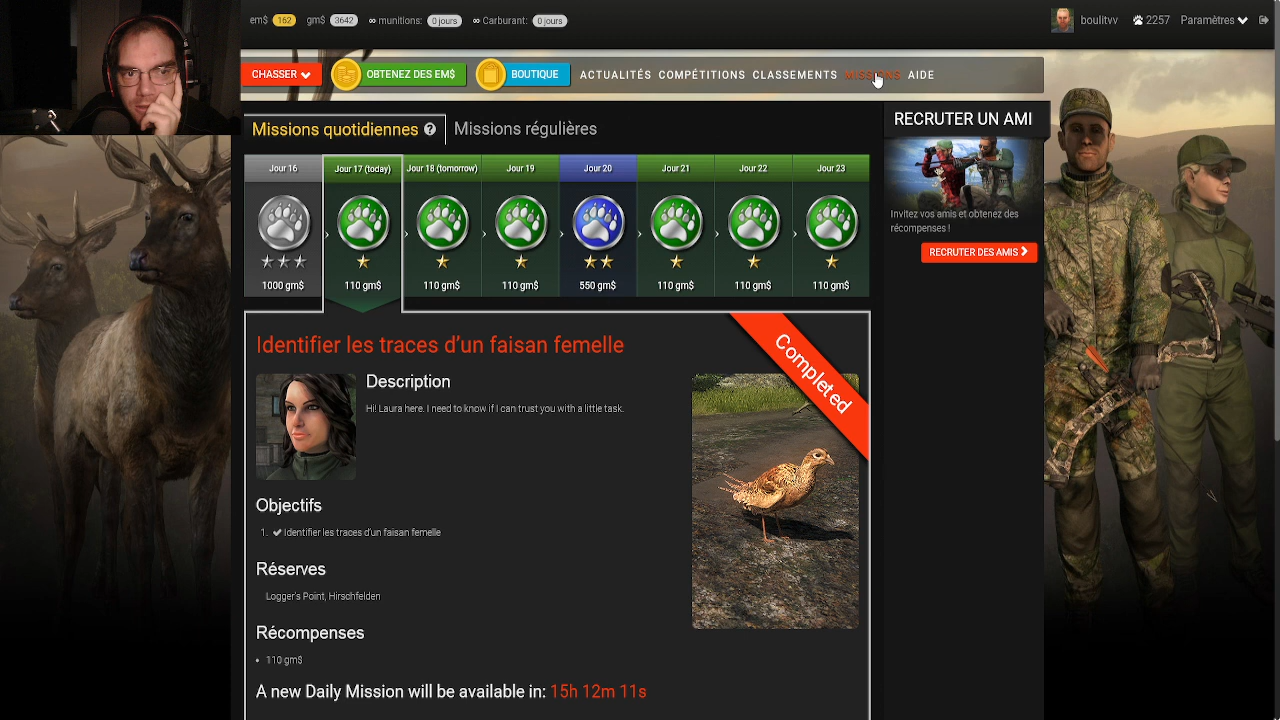 em$ 162 gm$ 3642 ∞ munitions: 0 jours ∞ Carburant: 0 jours
boulitvv 2257 Paramètres
CHASSER OBTENEZ DES EM$ BOUTIQUE ACTUALITÉS COMPÉTITIONS CLASSEMENTS MISSIONS AIDE
Missions quotidiennes ? Missions régulières
Jour 16 Jour 17 (today) Jour 18 (tomorrow) Jour 19 Jour 20 Jour 21 Jour 22 Jour 23
1000 gm$ 110 gm$ 110 gm$ 110 gm$ 550 gm$ 110 gm$ 110 gm$ 110 gm$
RECRUTER UN AMI
Invitez vos amis et obtenez des
récompenses !
RECRUTER DES AMIS
Identifier les traces d'un faisan femelle
Completed
Description
Hi! Laura here. I need to know if I can trust you with a little task.
Objectifs
1. Identifier les traces d'un faisan femelle
Réserves
Logger's Point, Hirschfelden
Récompenses
• 110 gm$
A new Daily Mission will be available in: 15h 12m 11s